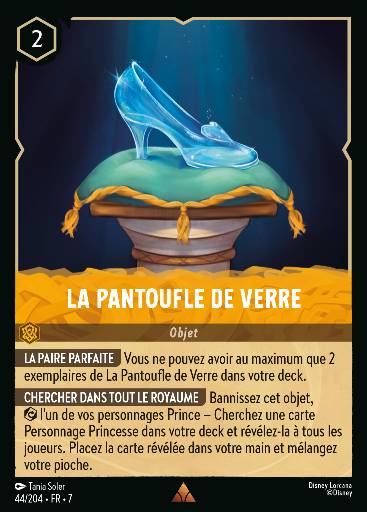 2
LA PANTOUFLE DE VERRE
Objet
LA PAIRE PARFAITE Vous ne pouvez avoir au maximum que 2
exemplaires de La Pantoufle de Verre dans votre deck.
CHERCHER DANS TOUT LE ROYAUME Bannissez cet objet,
l'un de vos personnages Prince – Cherchez une carte
Personnage Princesse dans votre deck et révélez-la à tous les
joueurs. Placez la carte révélée dans votre main et mélangez
votre pioche.
Tania Soler
Disney Lorcana
44/204 • FR • 7
©Disney